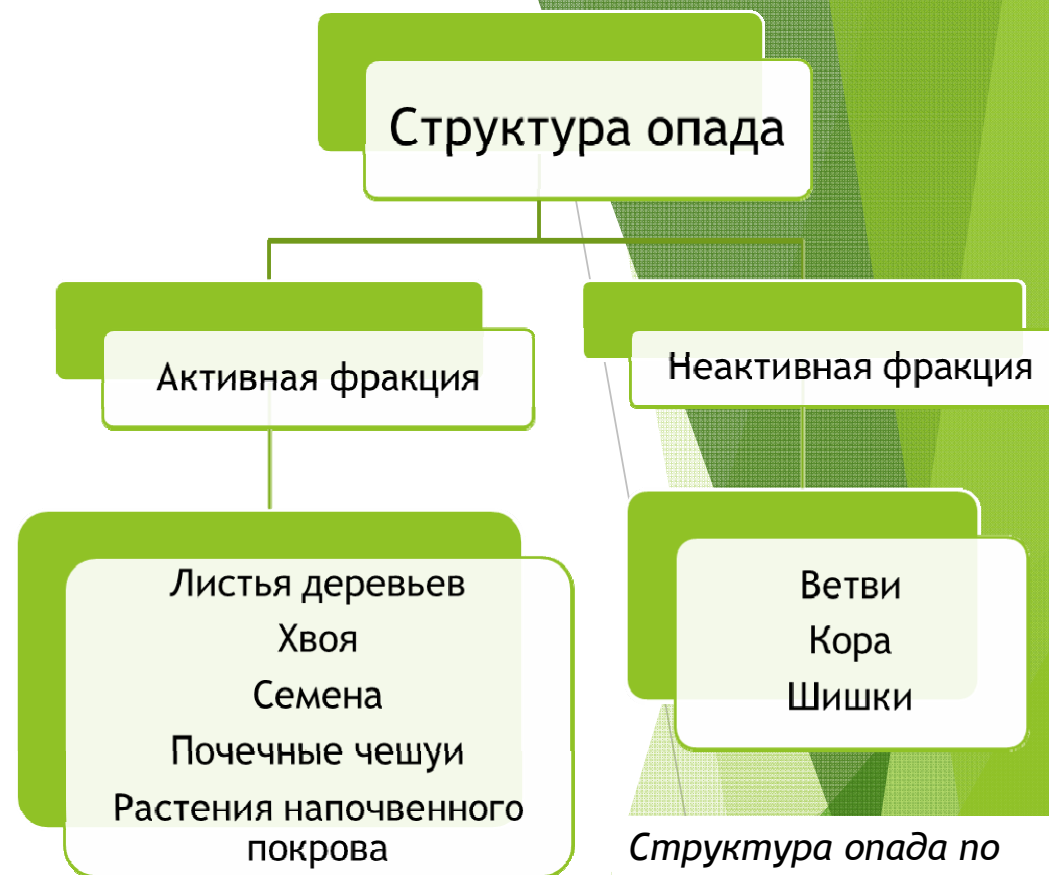 Структура опада
Активная фракция
Неактивная фракция
Листья деревьев
Хвоя
Семена
Почечные чешуи
Растения напочвенного
покрова
Ветви
Кора
Шишки
Структура опада по